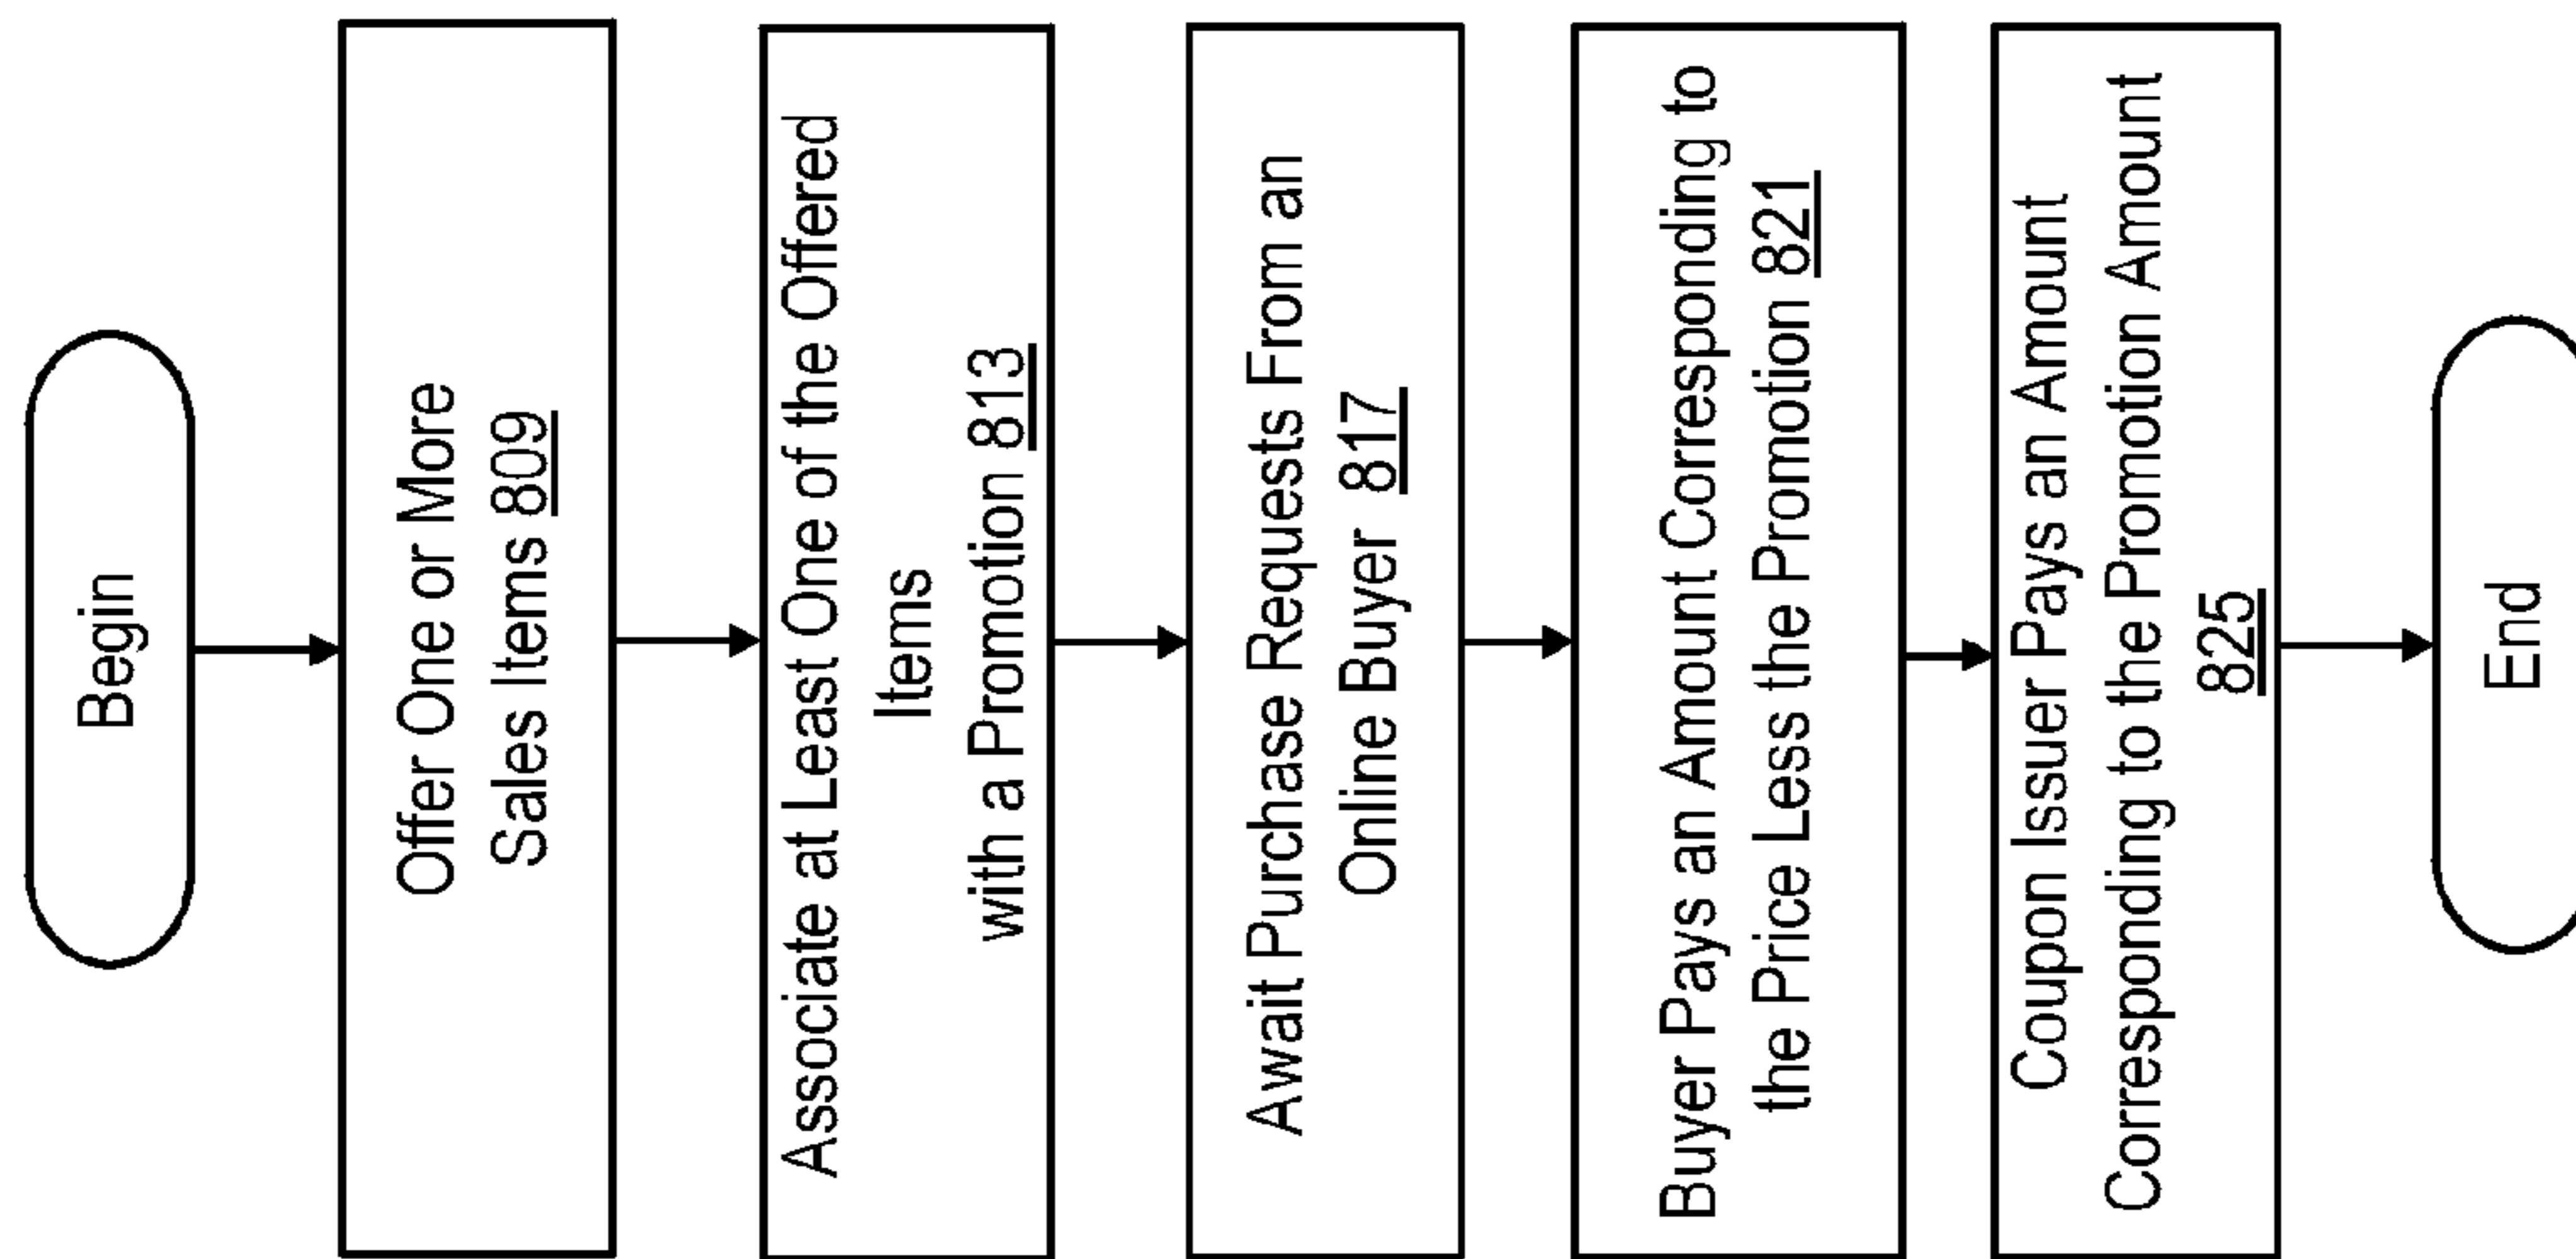 Begin
Offer One or More
Sales Items 809
Associate at Least One of the Offered
Items
with a Promotion 813
Await Purchase Requests From an
Online Buyer 817
Buyer Pays an Amount Corresponding to
the Price Less the Promotion 821
Coupon Issuer Pays an Amount
Corresponding to the Promotion Amount
825
End